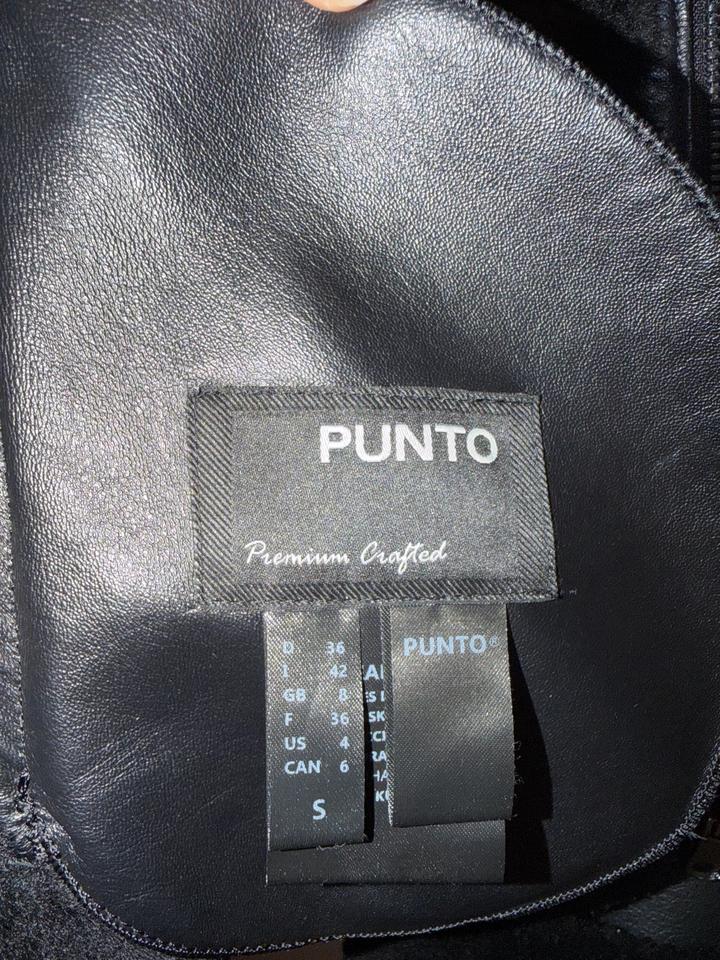 PUNTO
Premium Crafted
D 36
I 42
GB 8
F 36
US 4
CAN 6
S
PUNTO®